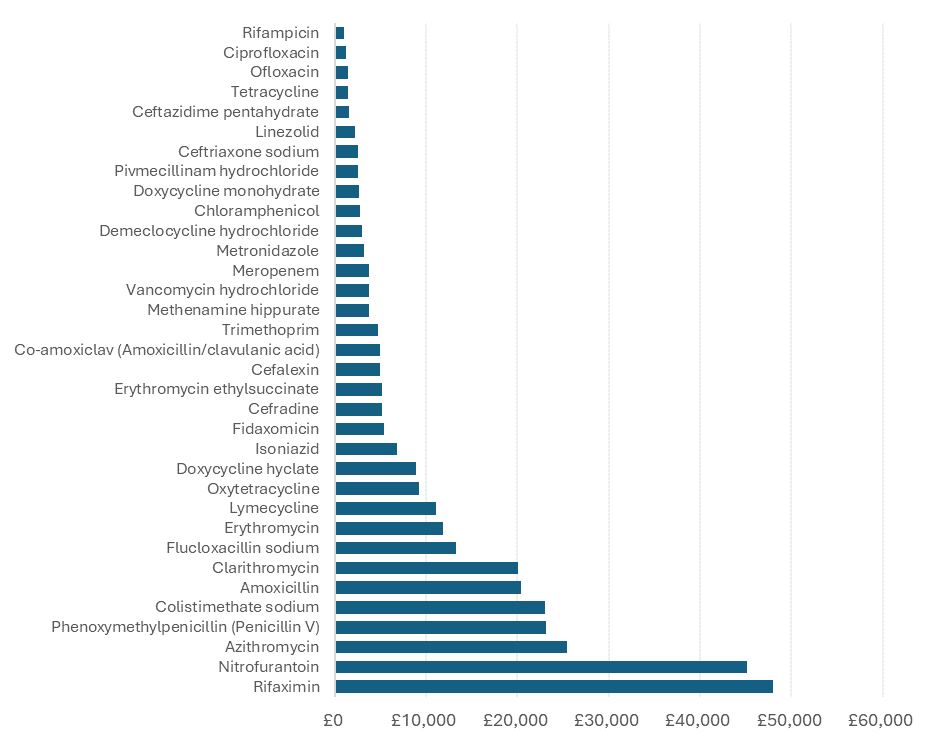 Rifampicin
Ciprofloxacin
Ofloxacin
Tetracycline
Ceftazidime pentahydrate
Linezolid
Ceftriaxone sodium
Pivmecillinam hydrochloride
Doxycycline monohydrate
Chloramphenicol
Demeclocycline hydrochloride
Metronidazole
Meropenem
Vancomycin hydrochloride
Methenamine hippurate
Trimethoprim
Co-amoxiclav (Amoxicillin/clavulanic acid)
Cefalexin
Erythromycin ethylsuccinate
Cefradine
Fidaxomicin
Isoniazid
Doxycycline hyclate
Oxytetracycline
Lymecycline
Erythromycin
Flucloxacillin sodium
Clarithromycin
Amoxicillin
Colistimethate sodium
Phenoxymethylpenicillin (Penicillin V)
Azithromycin
Nitrofurantoin
Rifaximin
£0 £10,000 £20,000 £30,000 £40,000 £50,000 £60,000